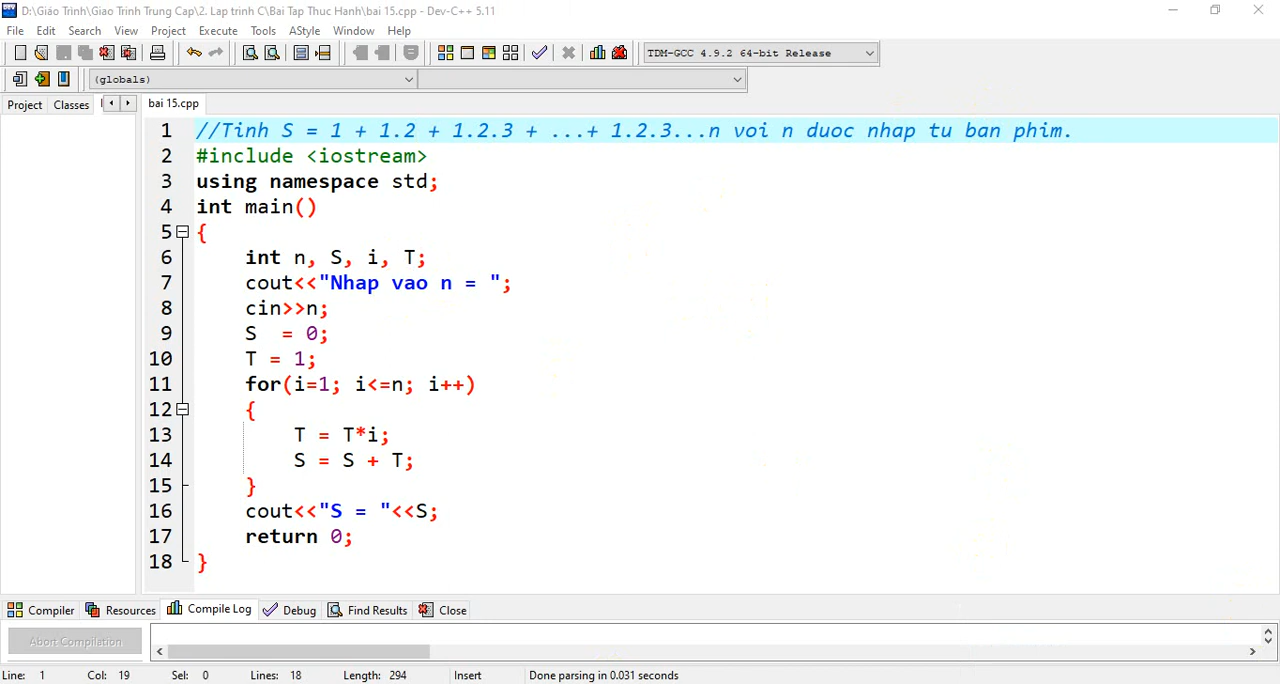 D:\Giáo Trình\Giao Trinh Trung Cap\2. Lap trinh C\Bai Tap Thuc Hanh\bai 15.cpp - Dev-C++ 5.11
File Edit Search View Project Execute Tools AStyle Window Help
TDM-GCC 4.9.2 64-bit Release
(globals)
Project Classes bai 15.cpp
1 //Tinh S = 1 + 1.2 + 1.2.3 + ...+ 1.2.3...n voi n duoc nhap tu ban phim.
2 #include <iostream>
3 using namespace std;
4 int main()
5 {
6 int n, S, i, T;
7 cout<<"Nhap vao n = ";
8 cin>>n;
9 S  = 0;
10 T = 1;
11 for(i=1; i<=n; i++)
12 {
13 T = T*i;
14 S = S + T;
15 }
16 cout<<"S = "<<S;
17 return 0;
18 }
Compiler Resources Compile Log Debug Find Results Close
Abort Compilation
Line: 1 Col: 19 Sel: 0 Lines: 18 Length: 294 Insert Done parsing in 0.031 seconds